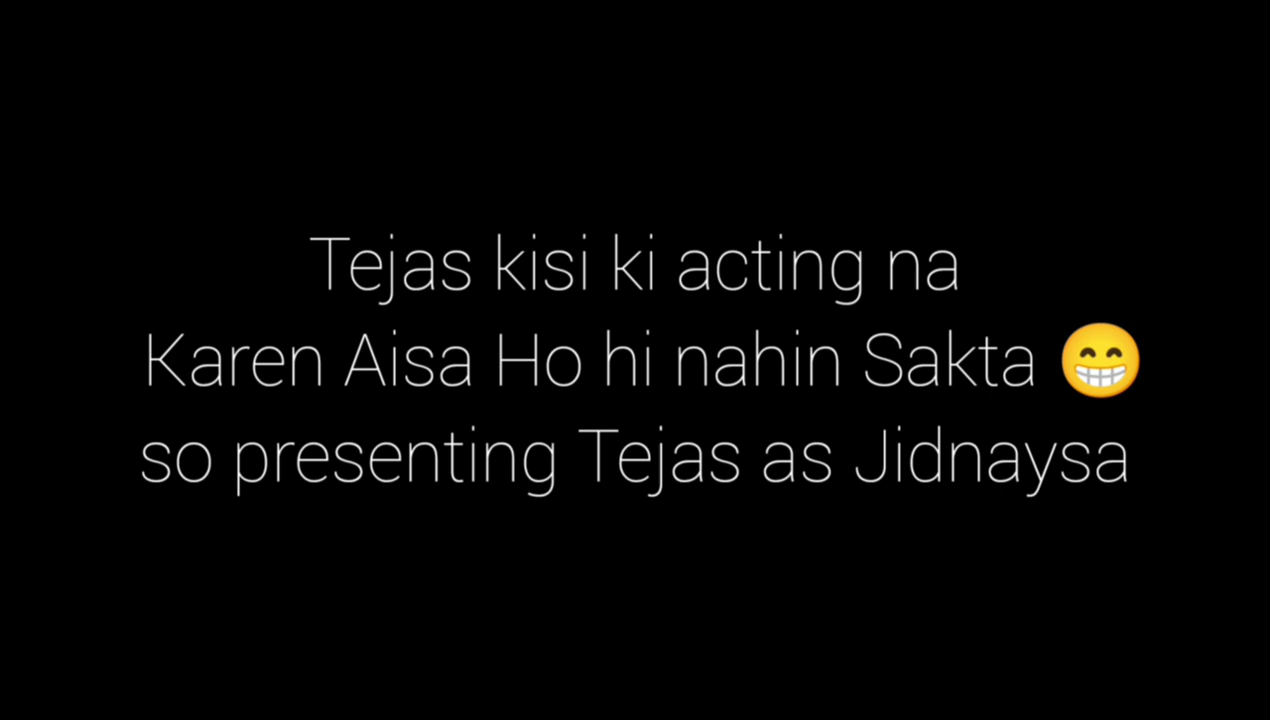 Tejas kisi ki acting na
Karen Aisa Ho hi nahin Sakta 😁
so presenting Tejas as Jidnaysa